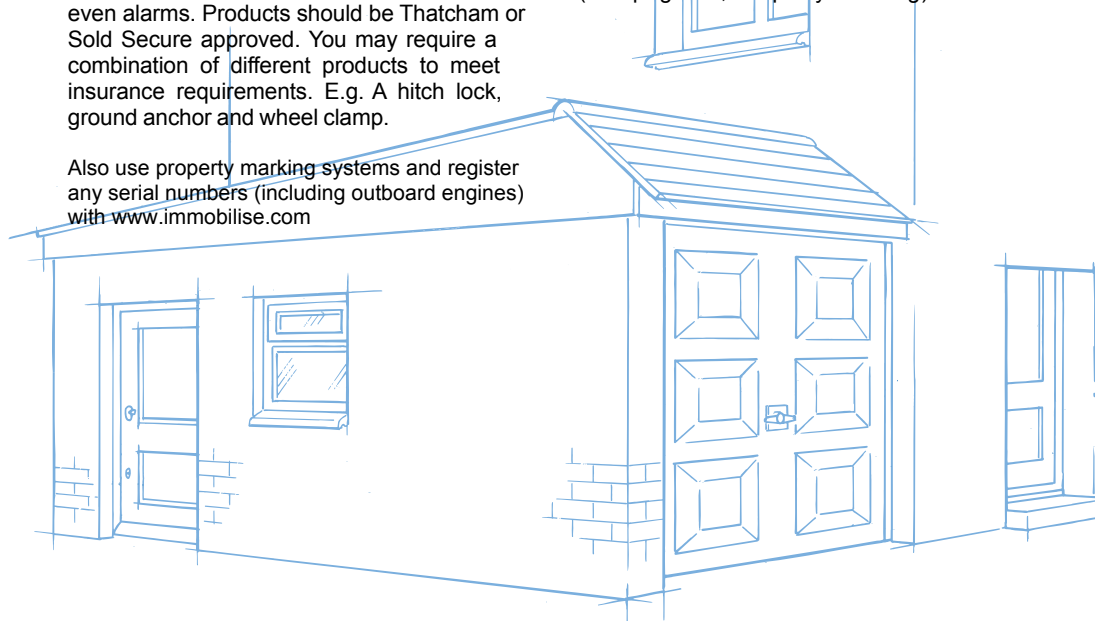 even alarms. Products should be Thatcham or
Sold Secure approved. You may require a
combination of different products to meet
insurance requirements. E.g. A hitch lock,
ground anchor and wheel clamp.
Also use property marking systems and register
any serial numbers (including outboard engines)
with www.immobilise.com